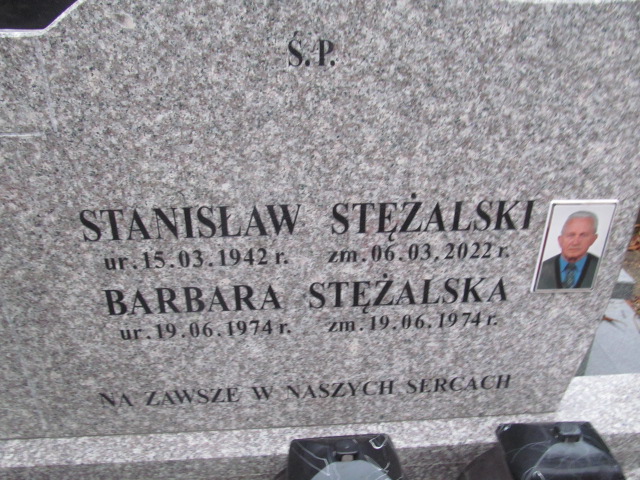 Ś.P.
STANISŁAW STĘŻALSKI
ur.15.03.1942 r. zm.06.03.2022 r.
BARBARA STĘŻALSKA
ur.19.06.1974 r. zm.19.06.1974 r.
NA ZAWSZE W NASZYCH SERCACH